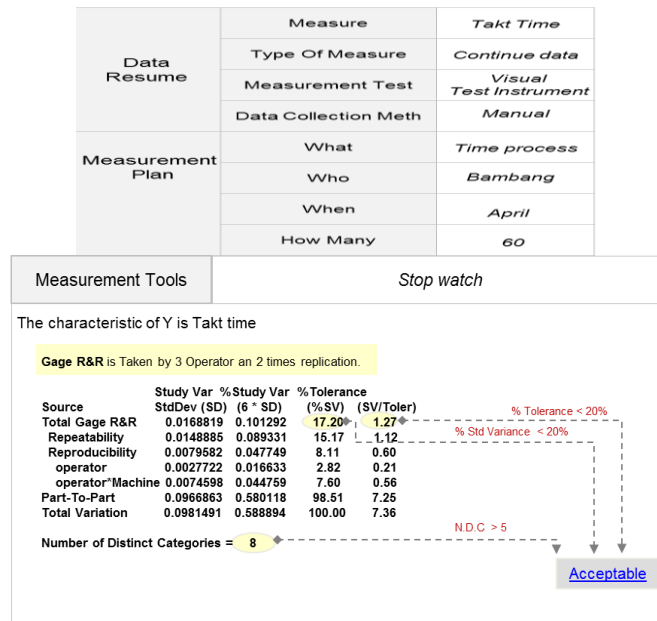 Data
Resume
Measure
Takt Time
Type Of Measure
Continue data
Measurement Test
Visual
Test Instrument
Data Collection Meth
Manual
Measurement
Plan
What
Time process
Who
Bambang
When
April
How Many
60
Measurement Tools
Stop watch
The characteristic of Y is Takt time
Gage R&R is Taken by 3 Operator an 2 times replication.
Study Var %Study Var %Tolerance
Source StdDev (SD) (6 * SD) (%SV) (SV/Toler)
Total Gage R&R 0.0168819 0.101292 17.20 1.27
Repeatability 0.0148885 0.089331 15.17 1.12
Reproducibility 0.0079582 0.047749 8.11 0.60
operator 0.0027722 0.016633 2.82 0.21
operator*Machine 0.0074598 0.044759 7.60 0.56
Part-To-Part 0.0966863 0.580118 98.51 7.25
Total Variation 0.0981491 0.588894 100.00 7.36
% Tolerance < 20%
% Std Variance < 20%
Number of Distinct Categories = 8
N.D.C > 5
Acceptable